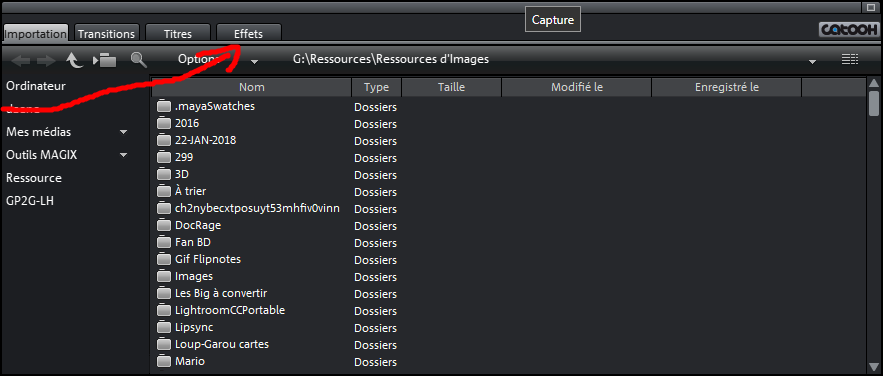 Capture
Importation Transitions Titres Effets catooh
G:\Ressources\Ressources d'Images
Ordinateur
Mes médias
Outils MAGIX
Ressource
GP2G-LH
Nom Type Taille Modifié le Enregistré le
.mayaSwatches Dossiers
2016 Dossiers
22-JAN-2018 Dossiers
299 Dossiers
3D Dossiers
À trier Dossiers
ch2nybecxtposuyt53mhfiv0vinn Dossiers
DocRage Dossiers
Fan BD Dossiers
Gif Flipnotes Dossiers
Images Dossiers
Les Big à convertir Dossiers
LightroomCCPortable Dossiers
Lipsync Dossiers
Loup-Garou cartes Dossiers
Mario Dossiers